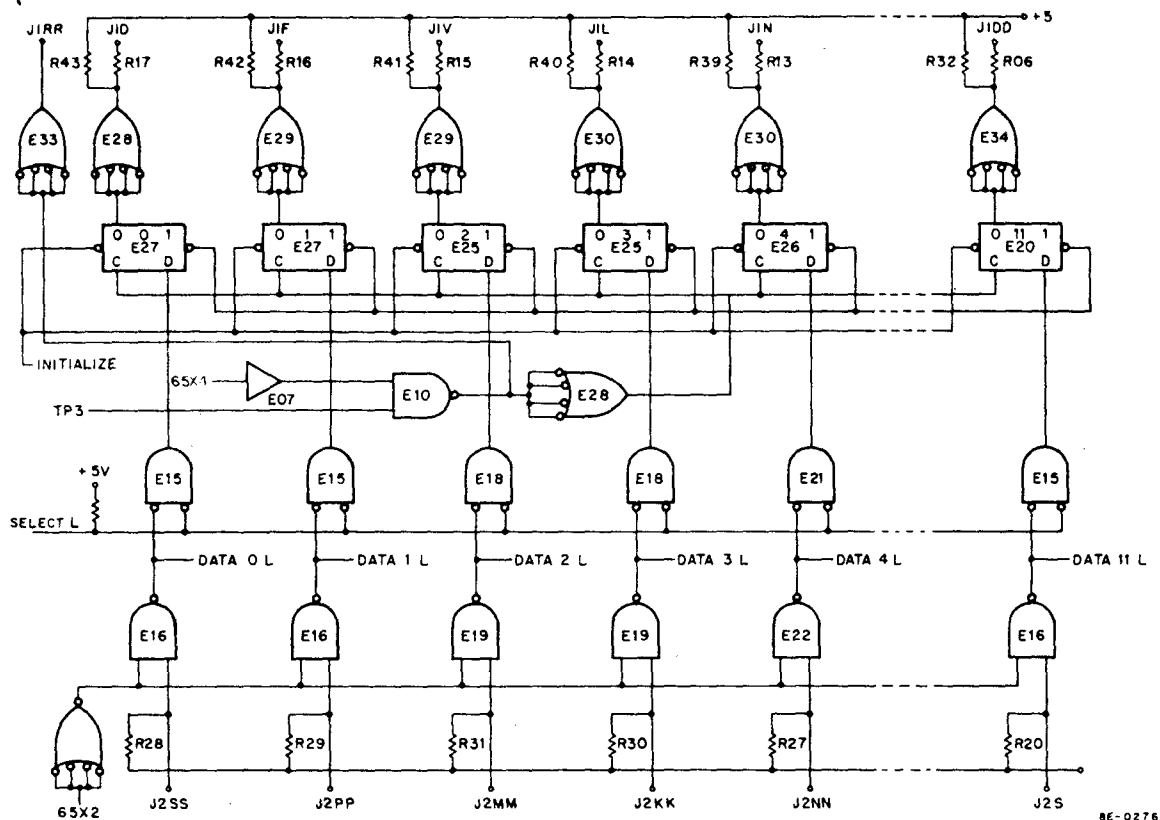 +5
J1RR J1D J1F J1V J1L J1N J1DD
R43 R17 R42 R16 R41 R15 R40 R14 R39 R13 R32 R06
E33 E28 E29 E29 E30 E30 E34
0 0 1 0 1 1 0 2 1 0 3 1 0 4 1 0 11 1
E27 E27 E25 E25 E26 E20
C D C D C D C D C D C D
INITIALIZE
65X1 E07 E10 E28
TP3
+5V
E15 E15 E18 E18 E21 E15
SELECT L
DATA 0 L DATA 1 L DATA 2 L DATA 3 L DATA 4 L DATA 11 L
E16 E16 E19 E19 E22 E16
R28 R29 R31 R30 R27 R20
65X2 J2SS J2PP J2MM J2KK J2NN J2S
8E-0276